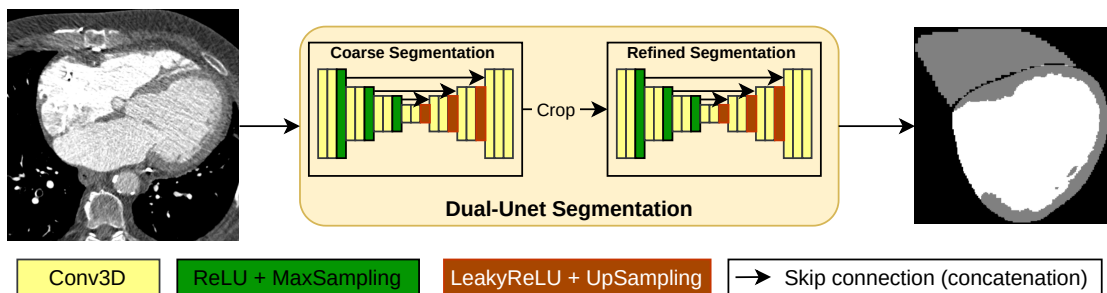 Coarse Segmentation
Refined Segmentation
Crop
Dual-Unet Segmentation
Conv3D
ReLU + MaxSampling
LeakyReLU + UpSampling
Skip connection (concatenation)